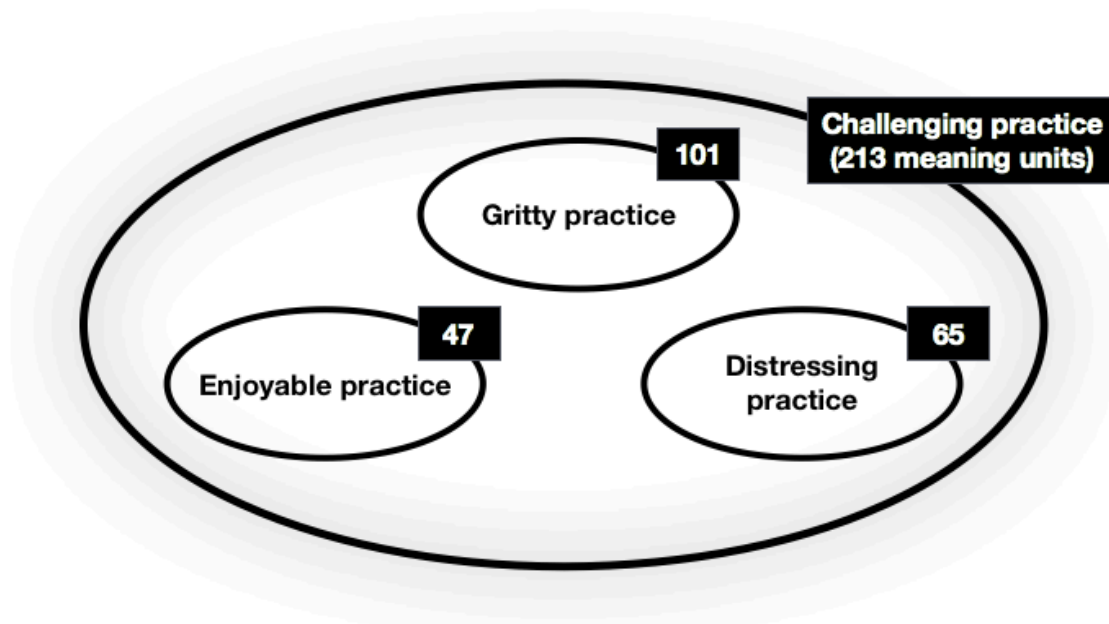 Challenging practice
(213 meaning units)
101
Gritty practice
47
Enjoyable practice
65
Distressing
practice